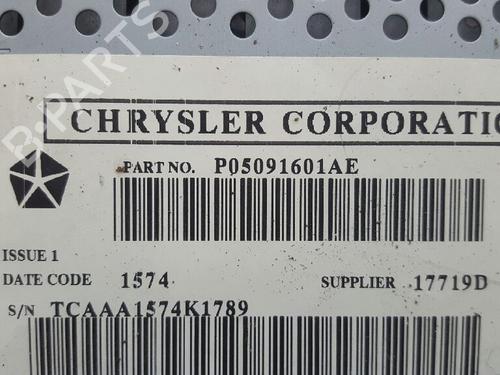 CHRYSLER CORPORATIO
PART NO. P05091601AE
ISSUE 1
DATE CODE 1574 SUPPLIER 17719D
S/N TCAAA1574K1789
B-PARTS